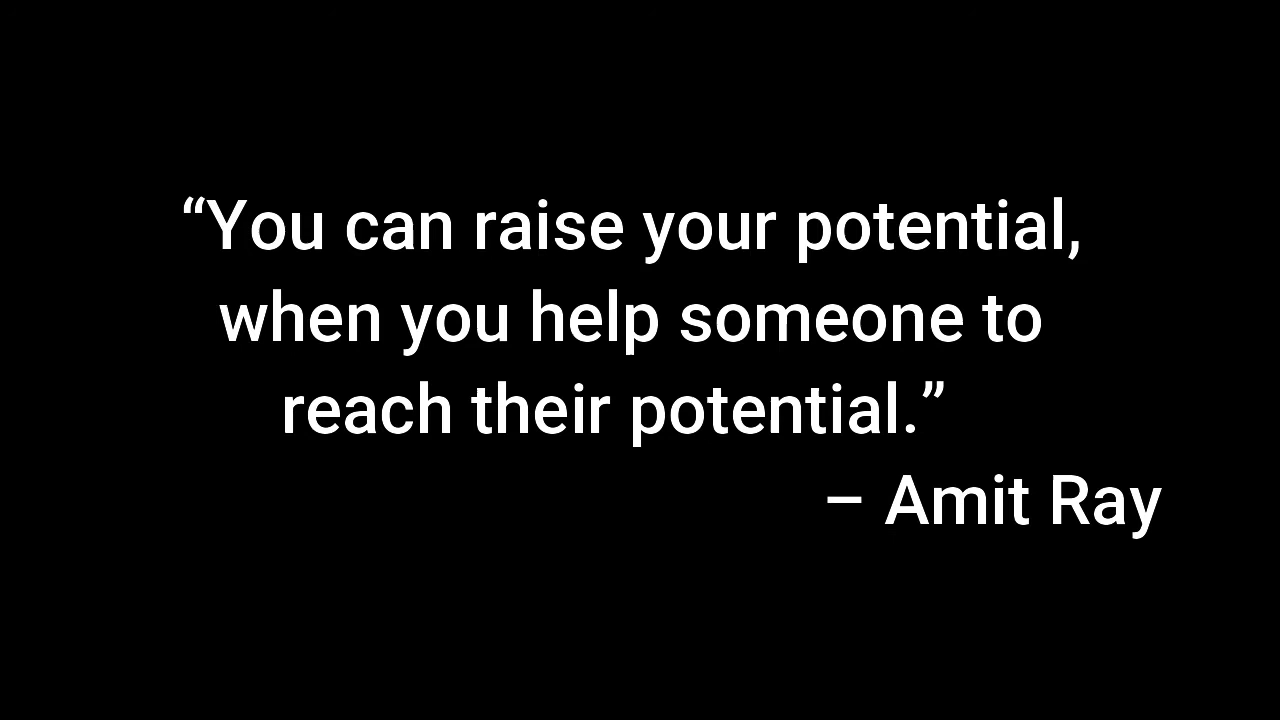 “You can raise your potential,
when you help someone to
reach their potential.”
– Amit Ray